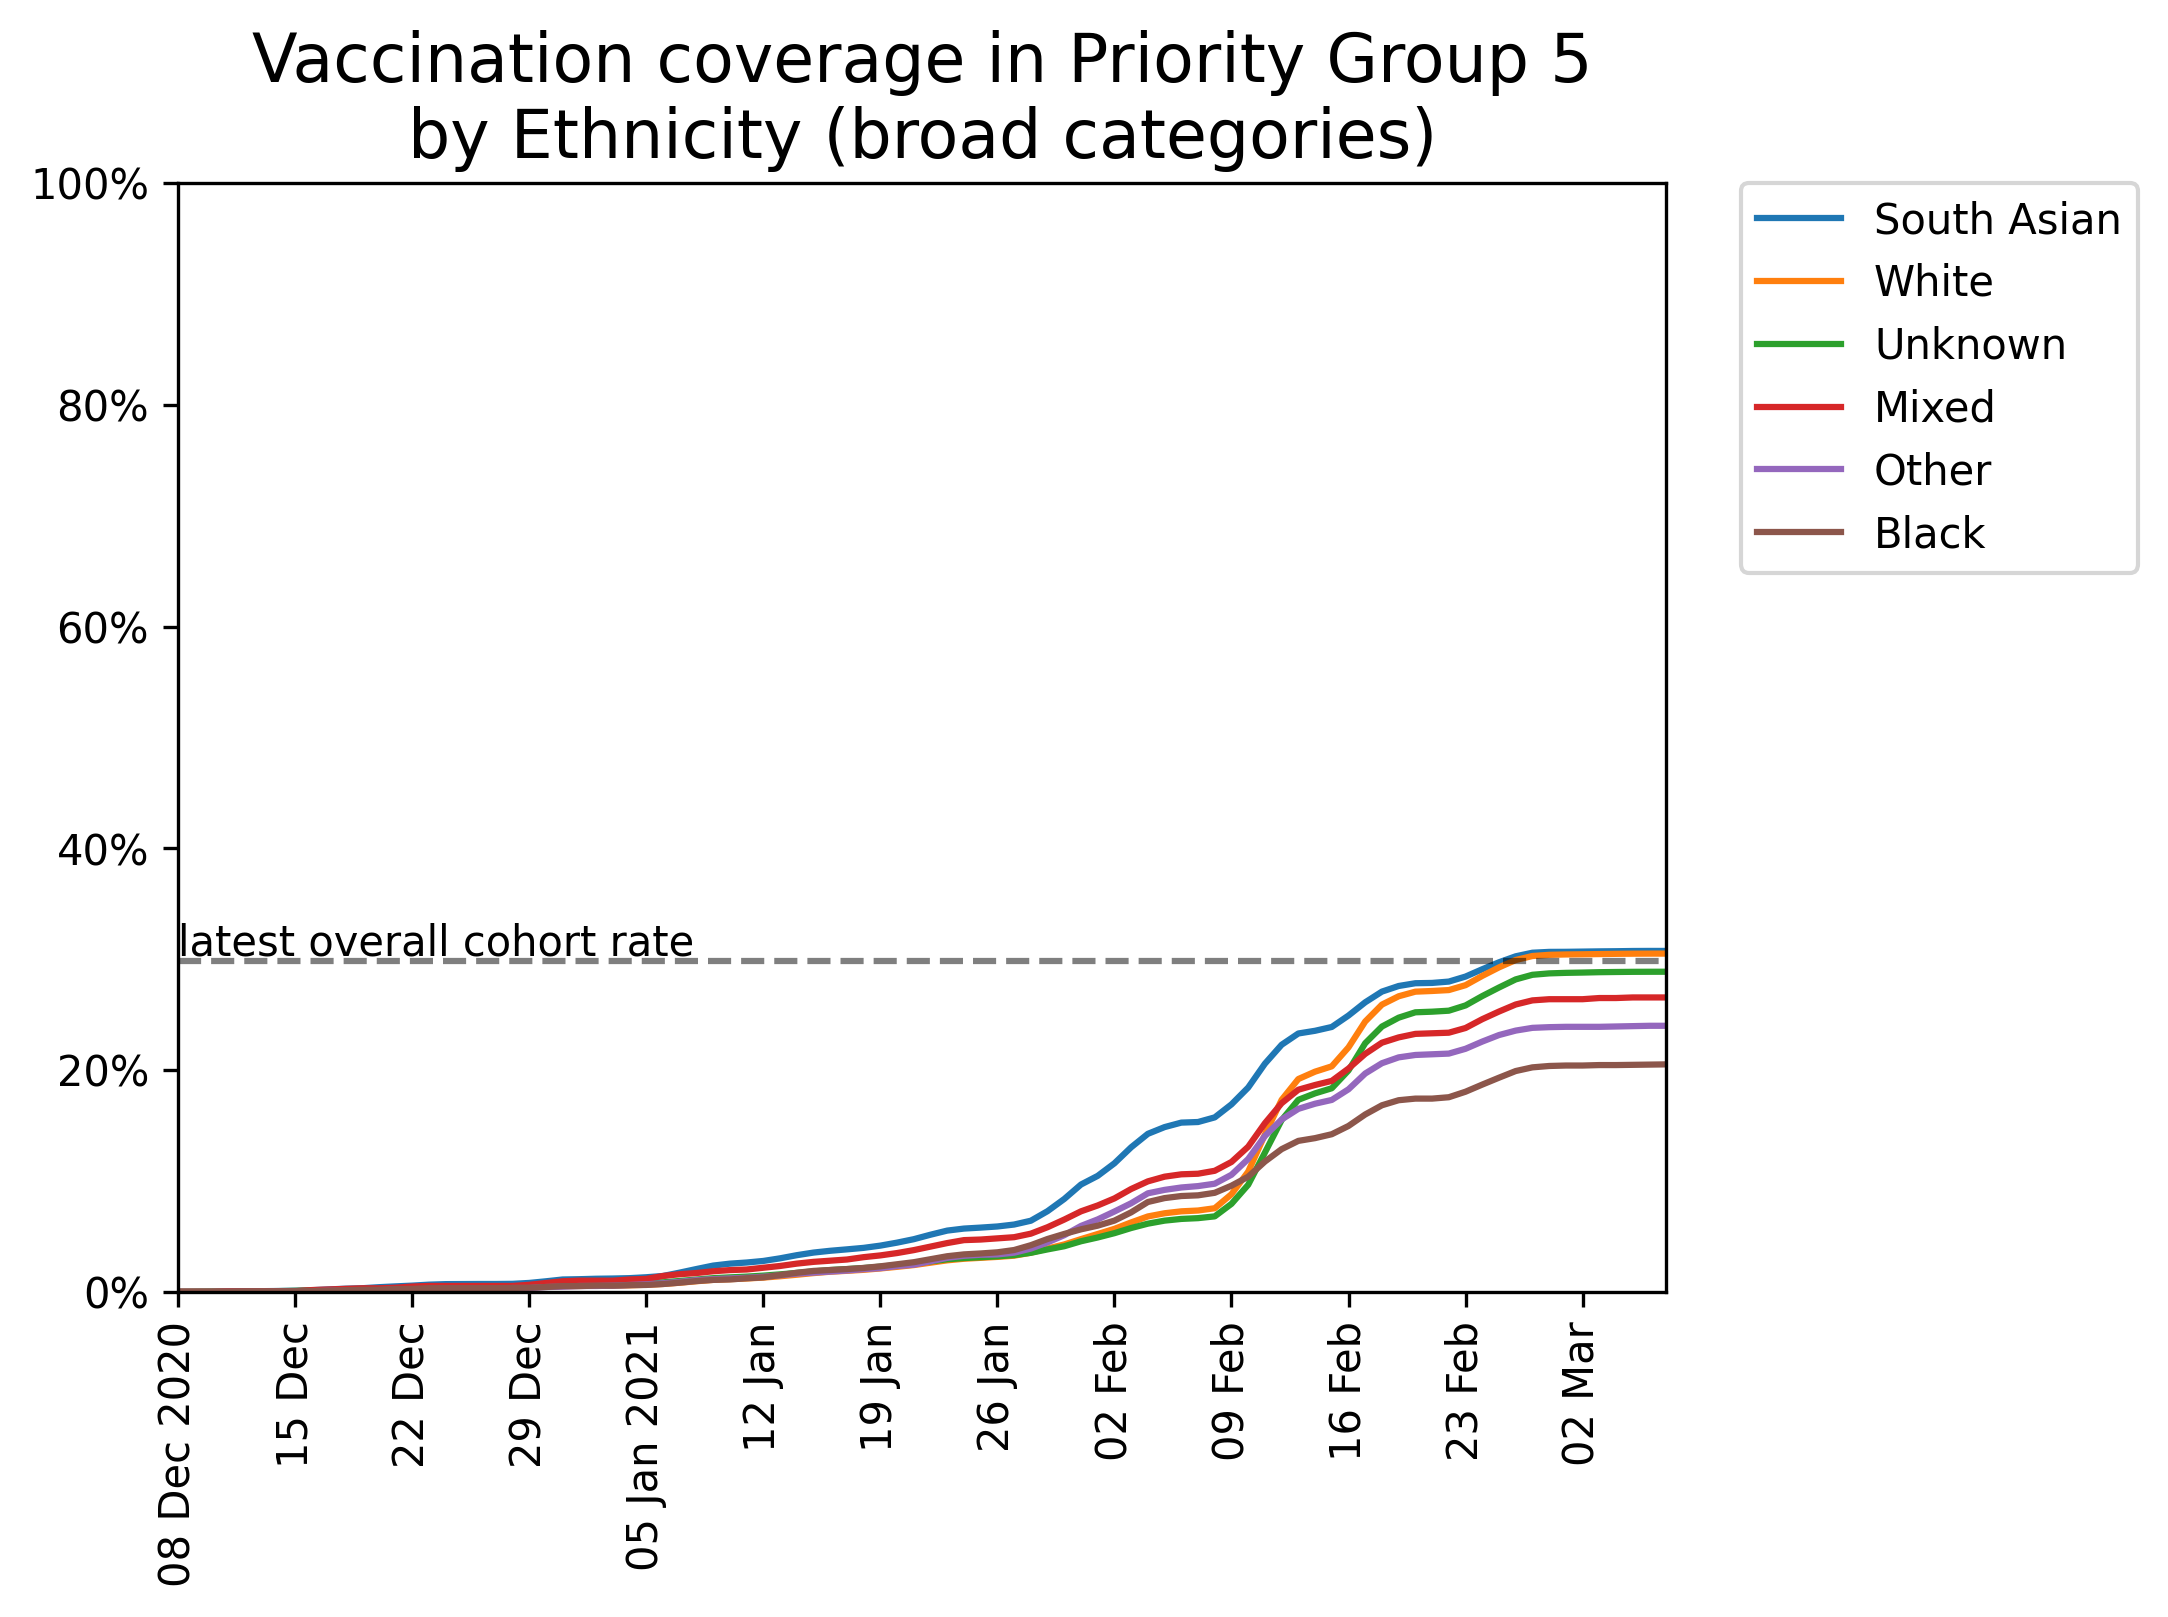 Vaccination coverage in Priority Group 5
by Ethnicity (broad categories)
100%
80%
60%
40%
20%
0%
latest overall cohort rate
08 Dec 2020
15 Dec
22 Dec
29 Dec
05 Jan 2021
12 Jan
19 Jan
26 Jan
02 Feb
09 Feb
16 Feb
23 Feb
02 Mar
South Asian
White
Unknown
Mixed
Other
Black